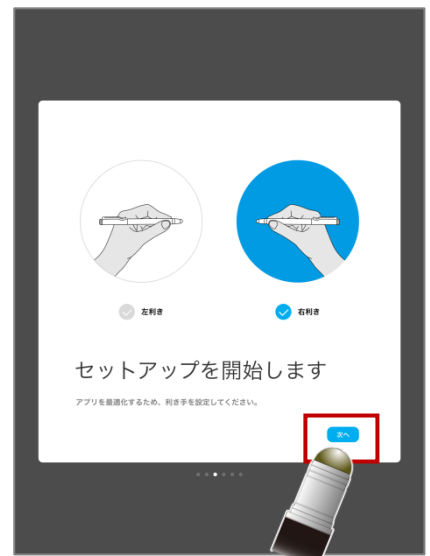 左利き
右利き
セットアップを開始します
アプリを最適化するため、利き手を設定してください。
次へ